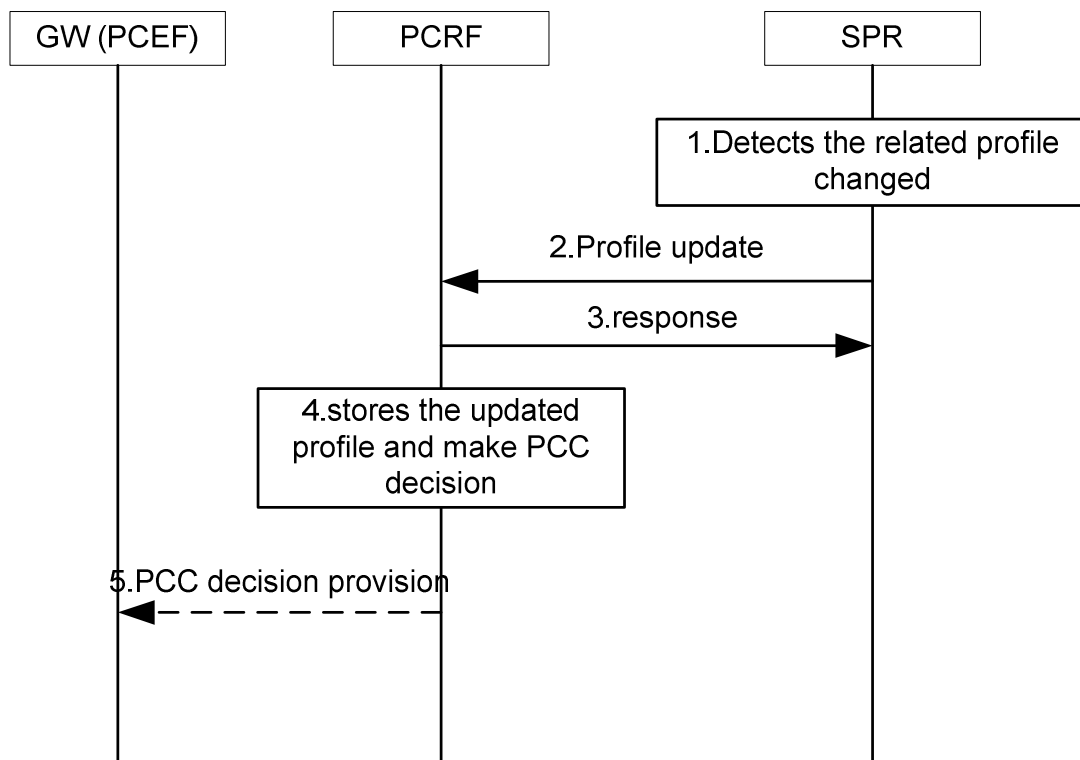 GW (PCEF)
PCRF
SPR
1.Detects the related profile
changed
2.Profile update
3.response
4.stores the updated
profile and make PCC
decision
5.PCC decision provision